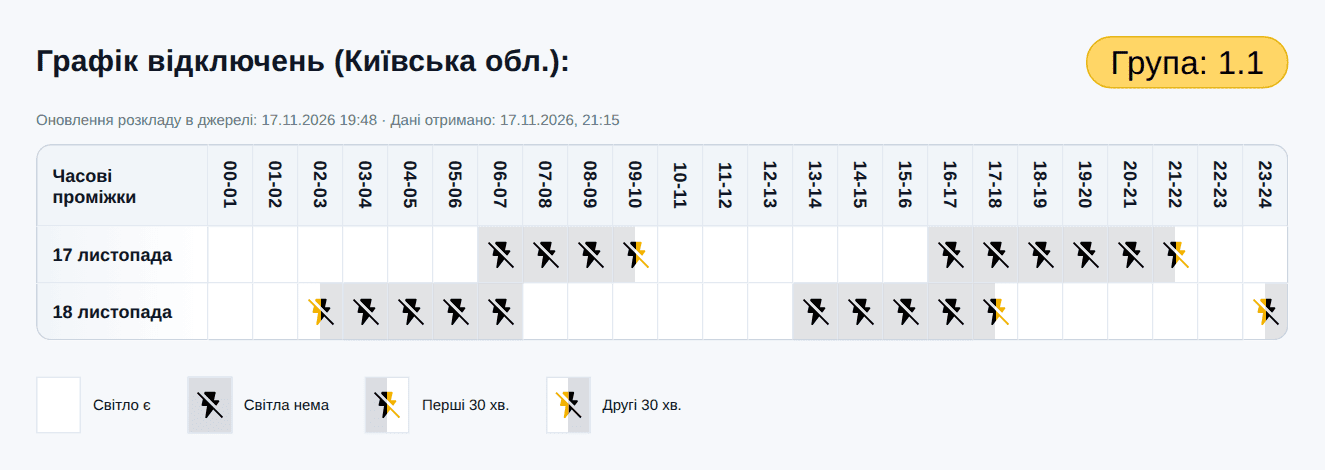 Графік відключень (Київська обл.):
Група: 1.1
Оновлення розкладу в джерелі: 17.11.2026 19:48 · Дані отримано: 17.11.2026, 21:15
Часові
проміжки
00-01
01-02
02-03
03-04
04-05
05-06
06-07
07-08
08-09
09-10
10-11
11-12
12-13
13-14
14-15
15-16
16-17
17-18
18-19
19-20
20-21
21-22
22-23
23-24
17 листопада
18 листопада
Світло є
Світла нема
Перші 30 хв.
Другі 30 хв.